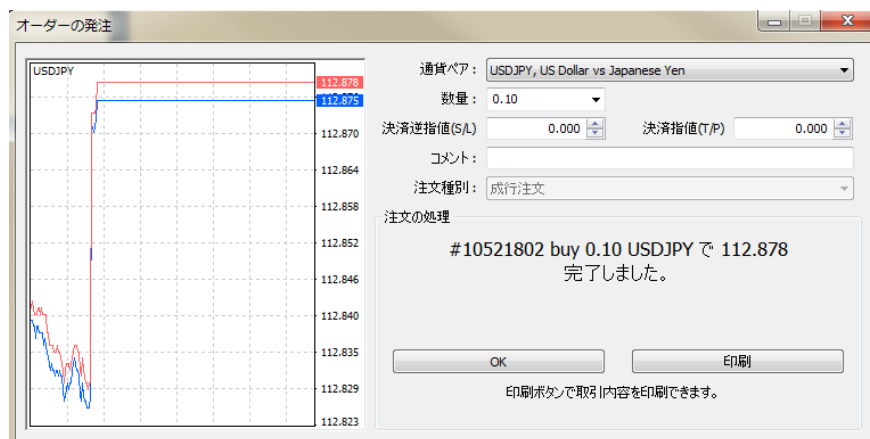 オーダーの発注
USDJPY
112.878
112.875
112.870
112.864
112.858
112.852
112.846
112.840
112.835
112.829
112.823
通貨ペア: USDJPY, US Dollar vs Japanese Yen
数量: 0.10
決済逆指値(S/L) 0.000 決済指値(T/P) 0.000
コメント:
注文種別: 成行注文
注文の処理
#10521802 buy 0.10 USDJPY で 112.878
完了しました。
OK 印刷
印刷ボタンで取引内容を印刷できます。